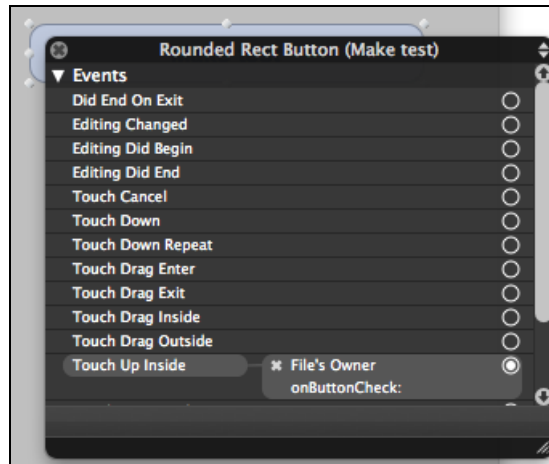 Rounded Rect Button (Make test)
Events
Did End On Exit
Editing Changed
Editing Did Begin
Editing Did End
Touch Cancel
Touch Down
Touch Down Repeat
Touch Drag Enter
Touch Drag Exit
Touch Drag Inside
Touch Drag Outside
Touch Up Inside File's Owner
onButtonCheck: